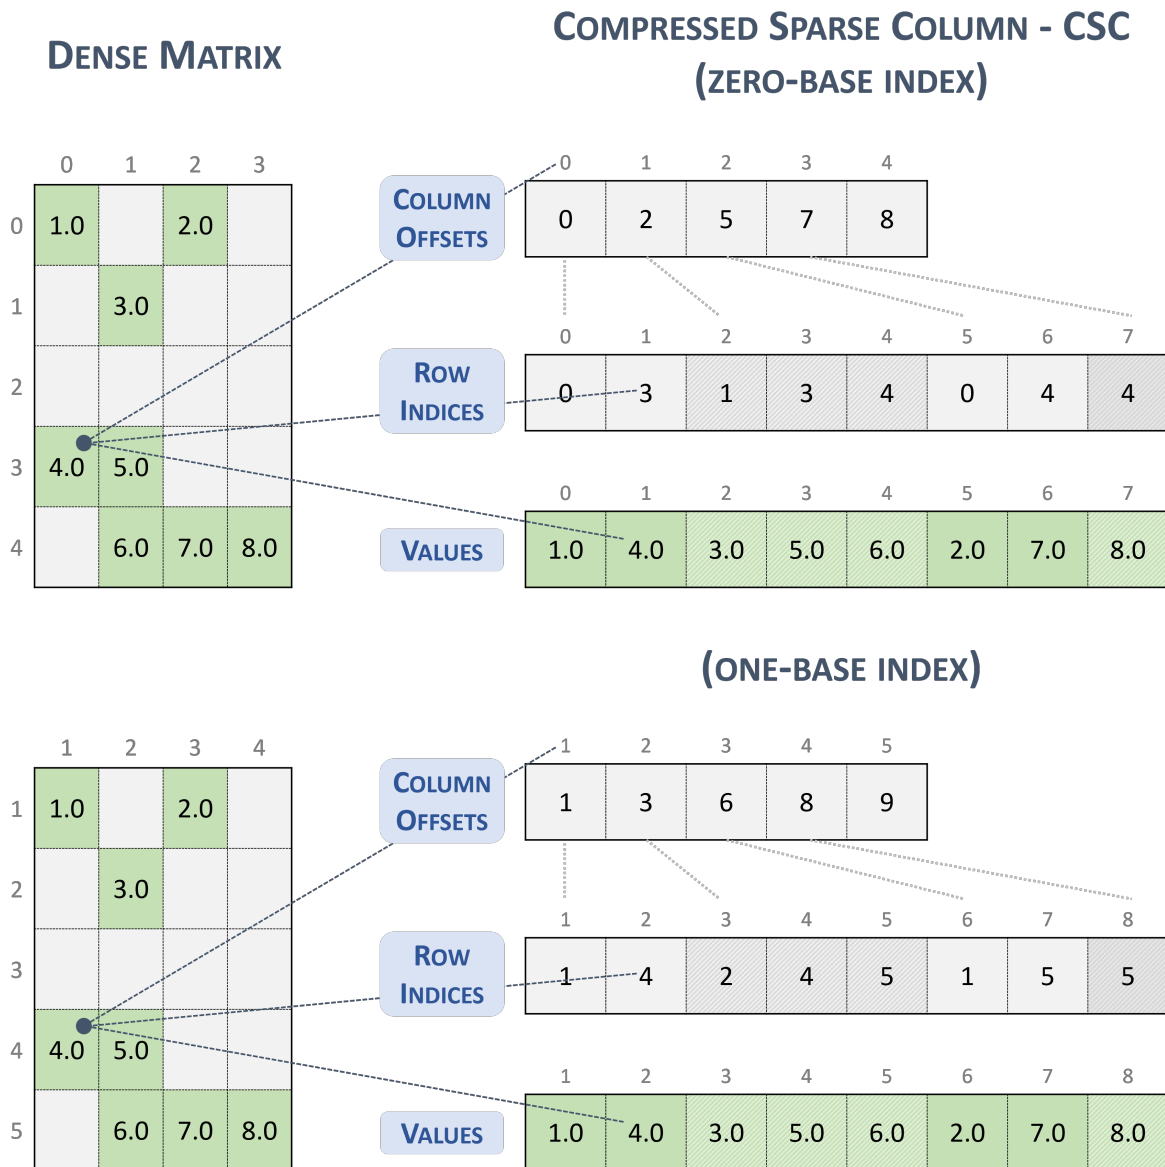 DENSE MATRIX
COMPRESSED SPARSE COLUMN - CSC
(ZERO-BASE INDEX)
0 1 2 3
0 1.0 2.0
1 3.0
2
3 4.0 5.0
4 6.0 7.0 8.0
COLUMN
OFFSETS
0 1 2 3 4
0 2 5 7 8
ROW
INDICES
0 1 2 3 4 5 6 7
0 3 1 3 4 0 4 4
VALUES
0 1 2 3 4 5 6 7
1.0 4.0 3.0 5.0 6.0 2.0 7.0 8.0
(ONE-BASE INDEX)
1 2 3 4
1 1.0 2.0
2 3.0
3
4 4.0 5.0
5 6.0 7.0 8.0
COLUMN
OFFSETS
1 2 3 4 5
1 3 6 8 9
ROW
INDICES
1 2 3 4 5 6 7 8
1 4 2 4 5 1 5 5
VALUES
1 2 3 4 5 6 7 8
1.0 4.0 3.0 5.0 6.0 2.0 7.0 8.0